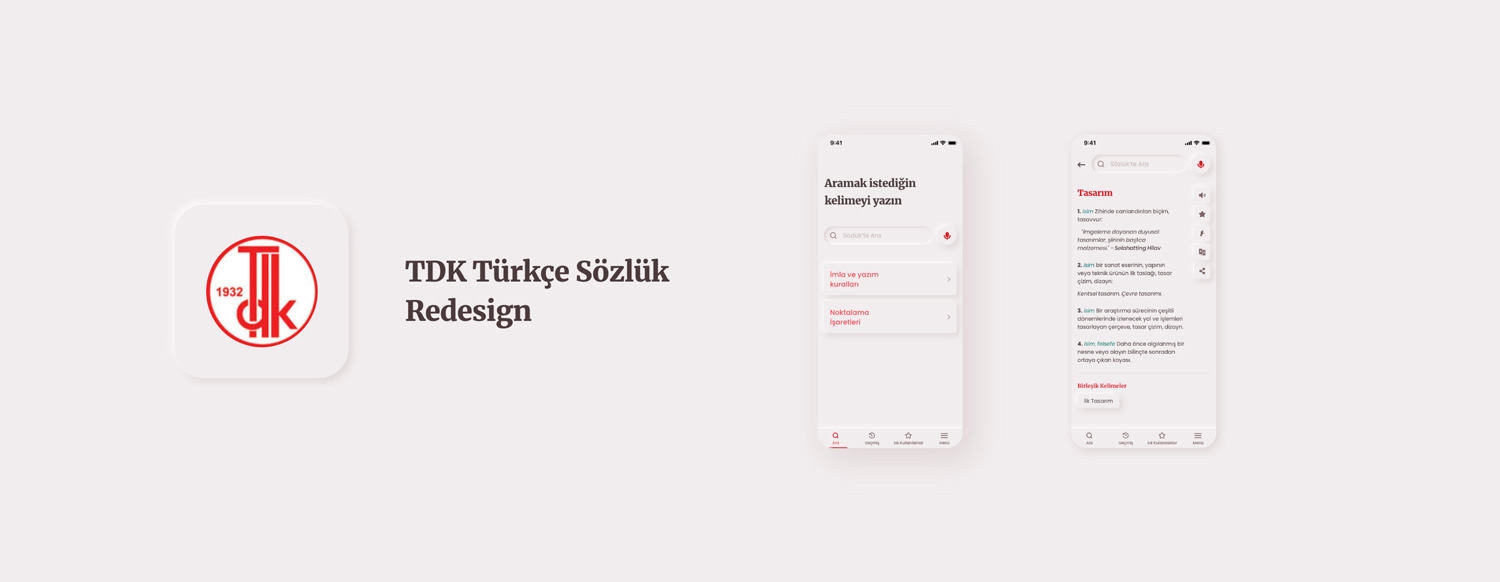 1932
TDK Türkçe Sözlük
Redesign
9:41
Aramak istediğin
kelimeyi yazın
Sözlük'te Ara
İmla ve yazım
kuralları
Noktalama
İşaretleri
Ara
Geçmiş
Sık Kullanılanlar
Menü
9:41
Sözlük'te Ara
Tasarım
1. isim Zihinde canlandırılan biçim,
tasavvur:
"İmgeleme dayanan duyusal
tasarımlar, şiirinin başlıca
malzemesi." - Selahattin Hilav
2. isim bir sanat eserinin, yapının
veya teknik ürünün ilk taslağı, tasar
çizim, dizayn:
Kentsel tasarım. Çevre tasarımı.
3. isim Bir araştırma sürecinin çeşitli
dönemlerinde izlenecek yol ve işlemleri
tasarlayan çerçeve, tasar çizim, dizayn.
4. isim, felsefe Daha önce algılanmış bir
nesne veya olayın bilinçte sonradan
ortaya çıkan kopyası.
Birleşik Kelimeler
İlk Tasarım
Ara
Geçmiş
Sık Kullanılanlar
Menü